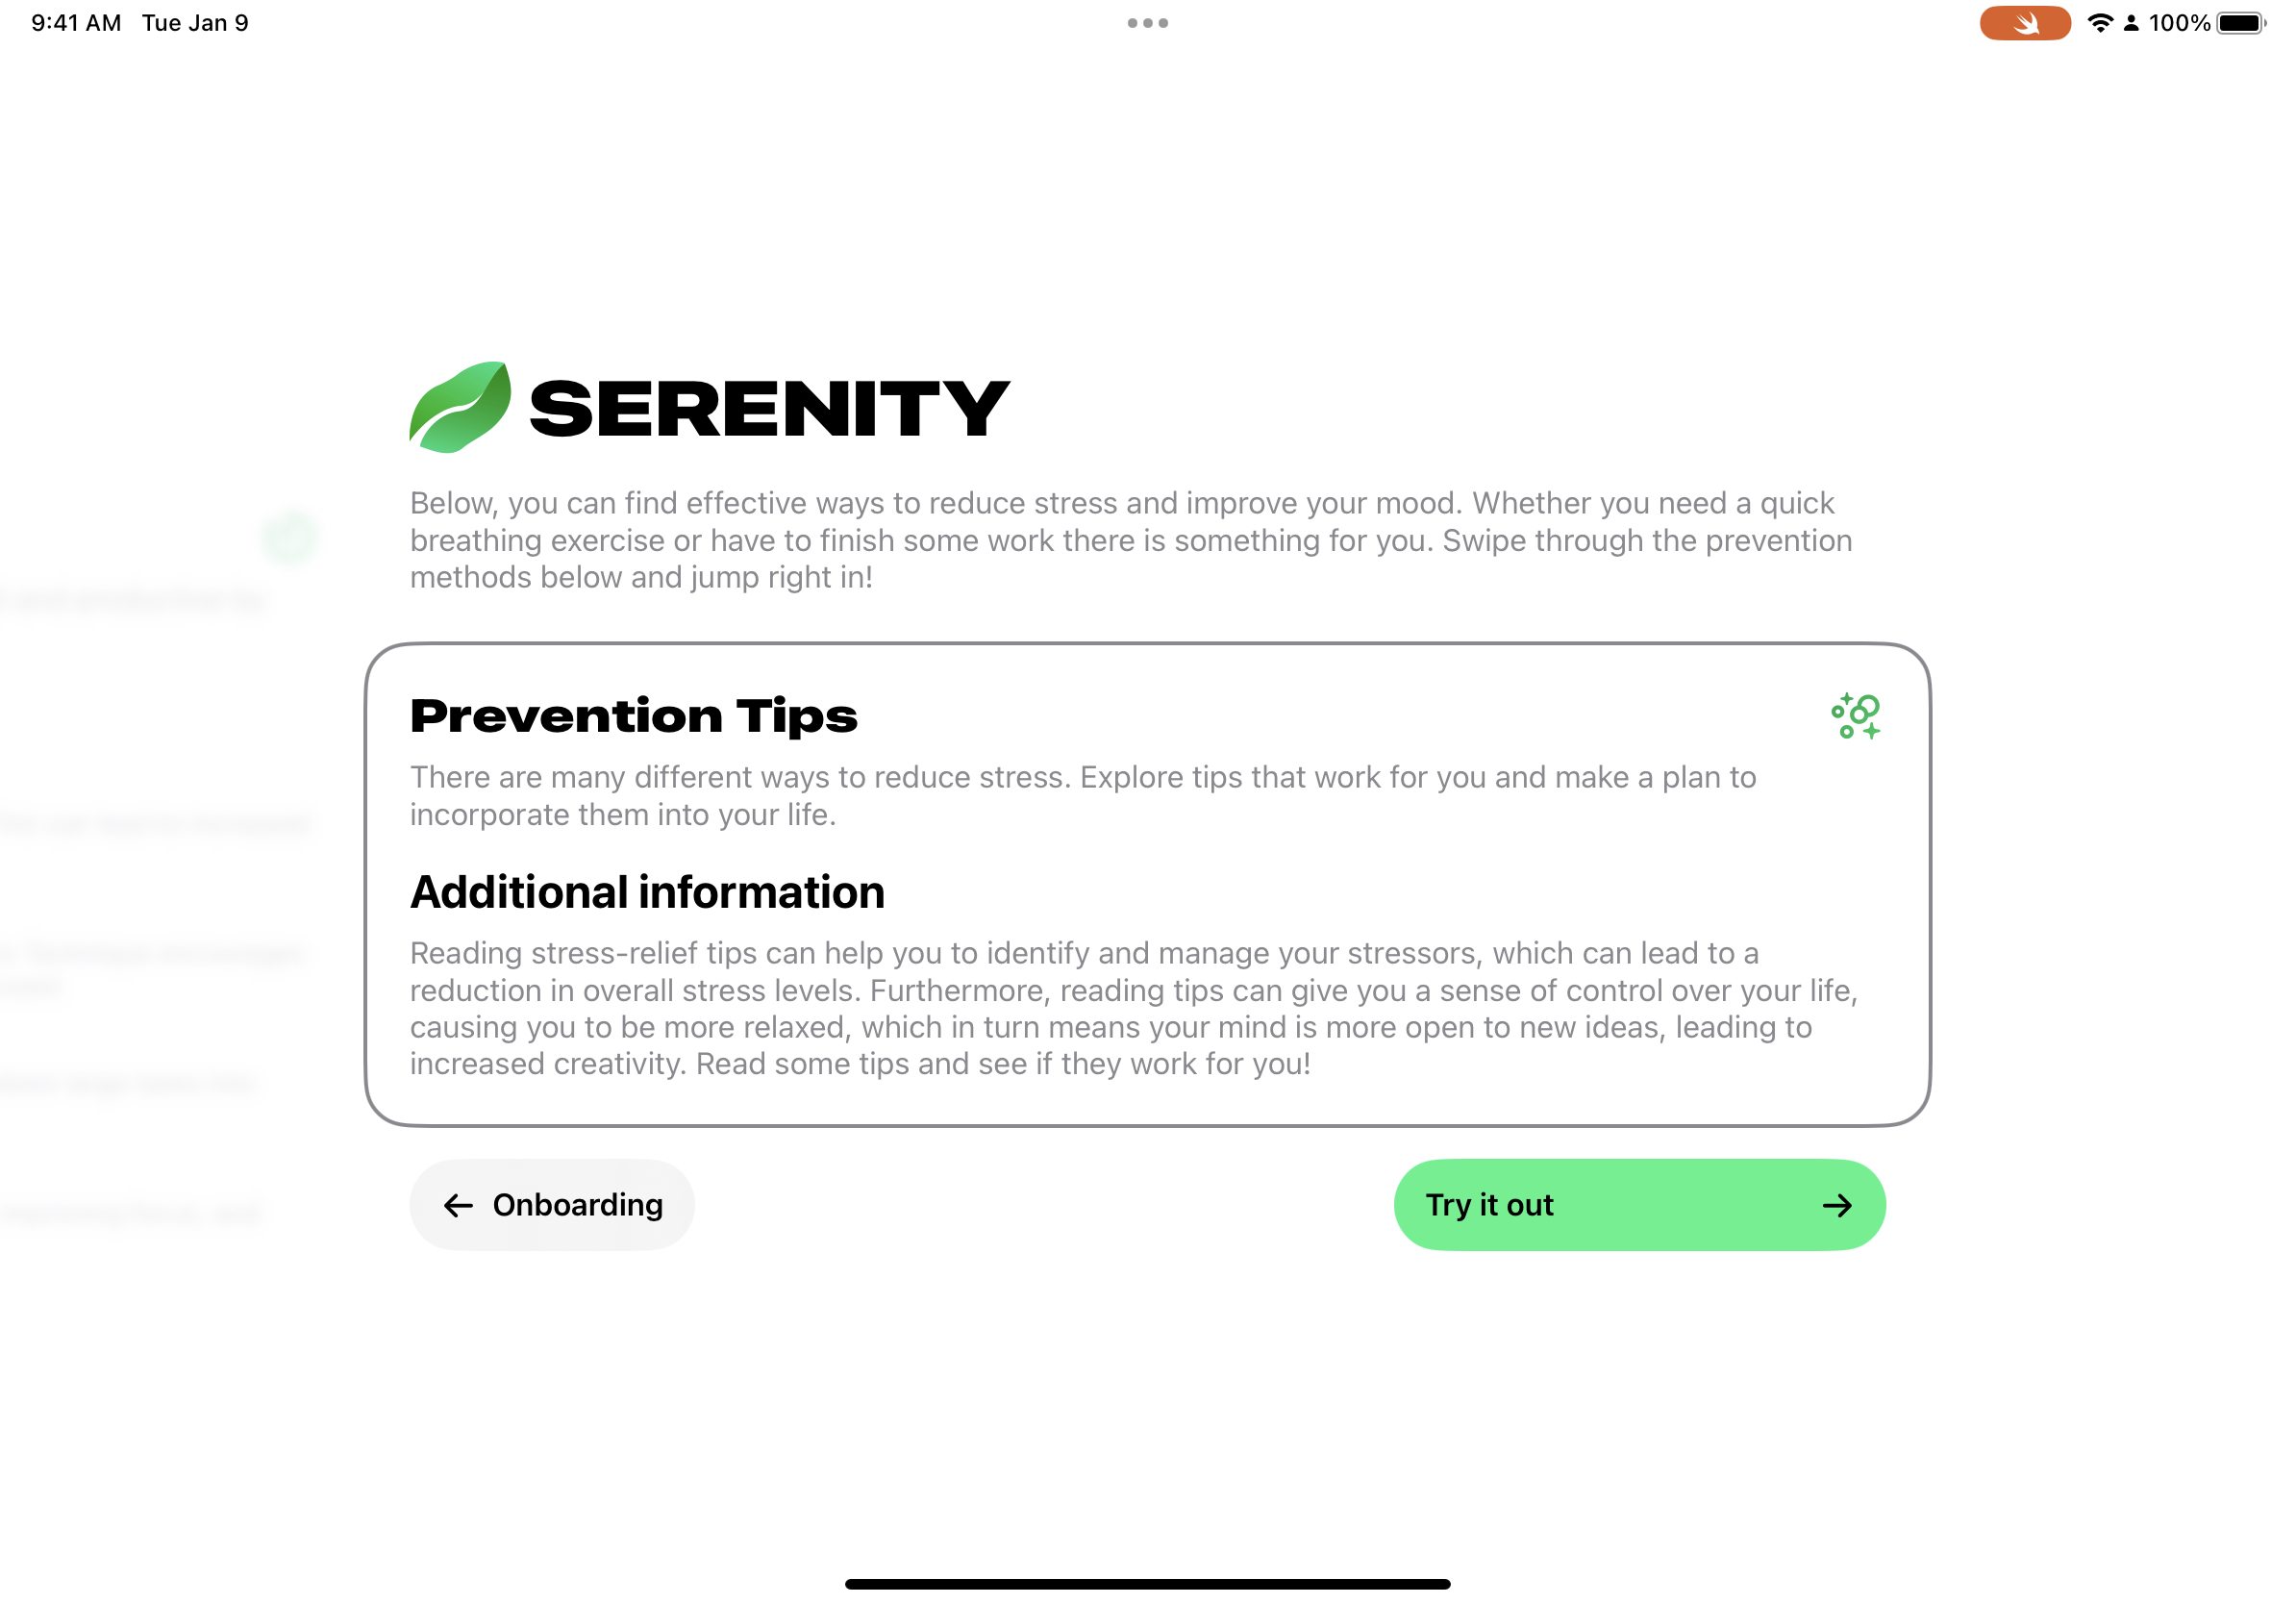 9:41 AM Tue Jan 9
100%
SERENITY
Below, you can find effective ways to reduce stress and improve your mood. Whether you need a quick
breathing exercise or have to finish some work there is something for you. Swipe through the prevention
methods below and jump right in!
Prevention Tips
There are many different ways to reduce stress. Explore tips that work for you and make a plan to
incorporate them into your life.
Additional information
Reading stress-relief tips can help you to identify and manage your stressors, which can lead to a
reduction in overall stress levels. Furthermore, reading tips can give you a sense of control over your life,
causing you to be more relaxed, which in turn means your mind is more open to new ideas, leading to
increased creativity. Read some tips and see if they work for you!
Onboarding
Try it out